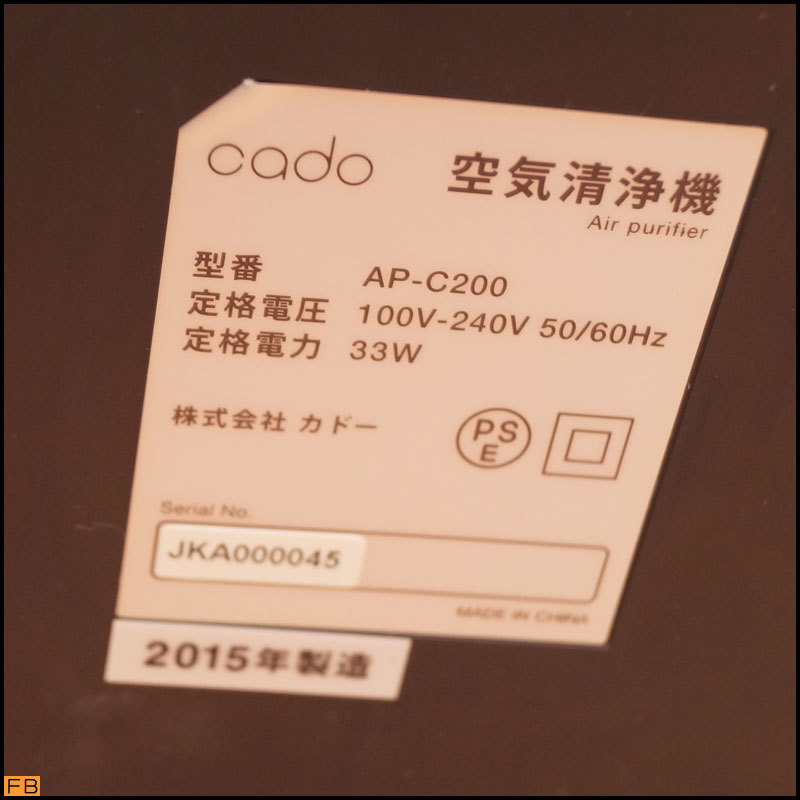 cado
空気清浄機
Air purifier
型番 AP-C200
定格電圧 100V-240V 50/60Hz
定格電力 33W
株式会社 カドー
PS
E
Serial No.
JKA000045
MADE IN CHINA
2015年製造
FB